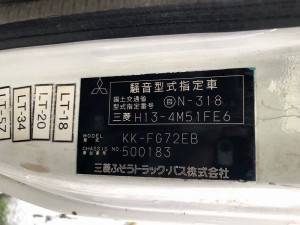 騒音型式指定車
国土交通省
型式指定番号
Ⓗ N-318
三菱 H13-4M51FE6
MODEL
車名型式
KK-FG72EB
CHASSIS NO.
車台番号
500183
三菱ふそうトラック・バス株式会社
LT-18
LT-20
LT-34
LT-57